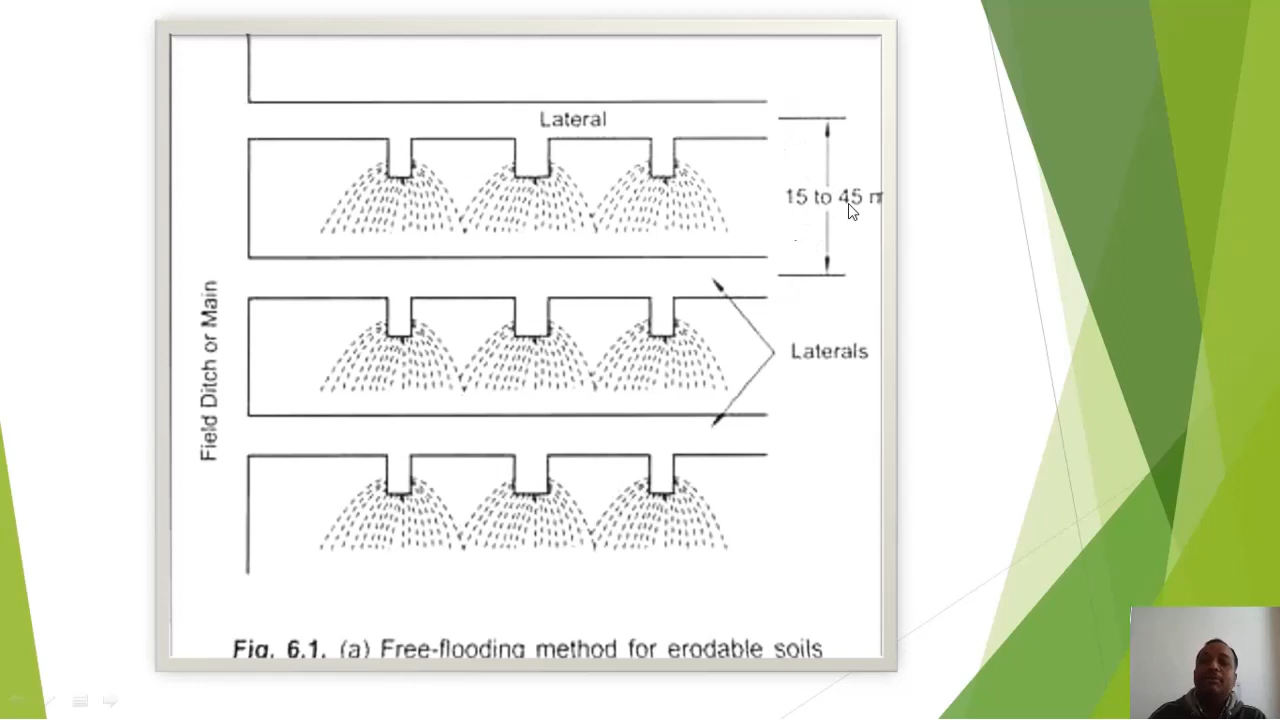 Lateral
15 to 45 m
Field Ditch or Main
Laterals
Fig. 6.1. (a) Free-flooding method for erodable soils